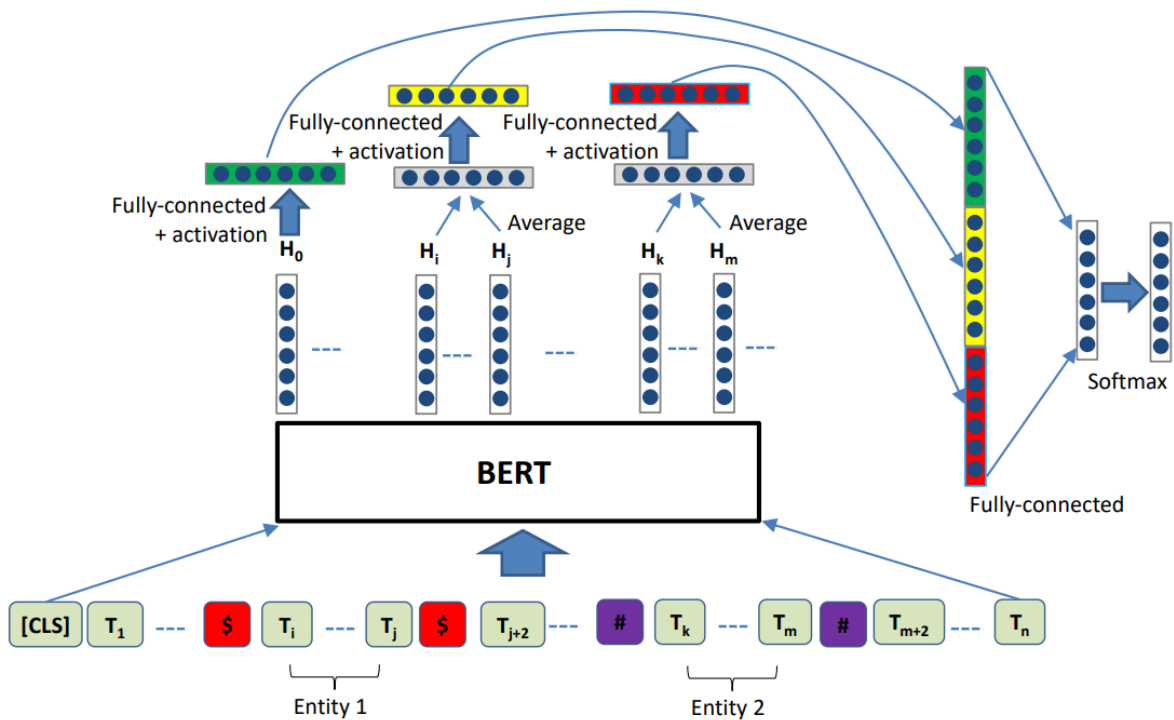 Fully-connected
+ activation
Fully-connected
+ activation
Fully-connected
+ activation
Average
Average
H0
Hi
Hj
Hk
Hm
Softmax
BERT
Fully-connected
[CLS] T1 $ Ti Tj $ Tj+2 # Tk Tm # Tm+2 Tn
Entity 1
Entity 2